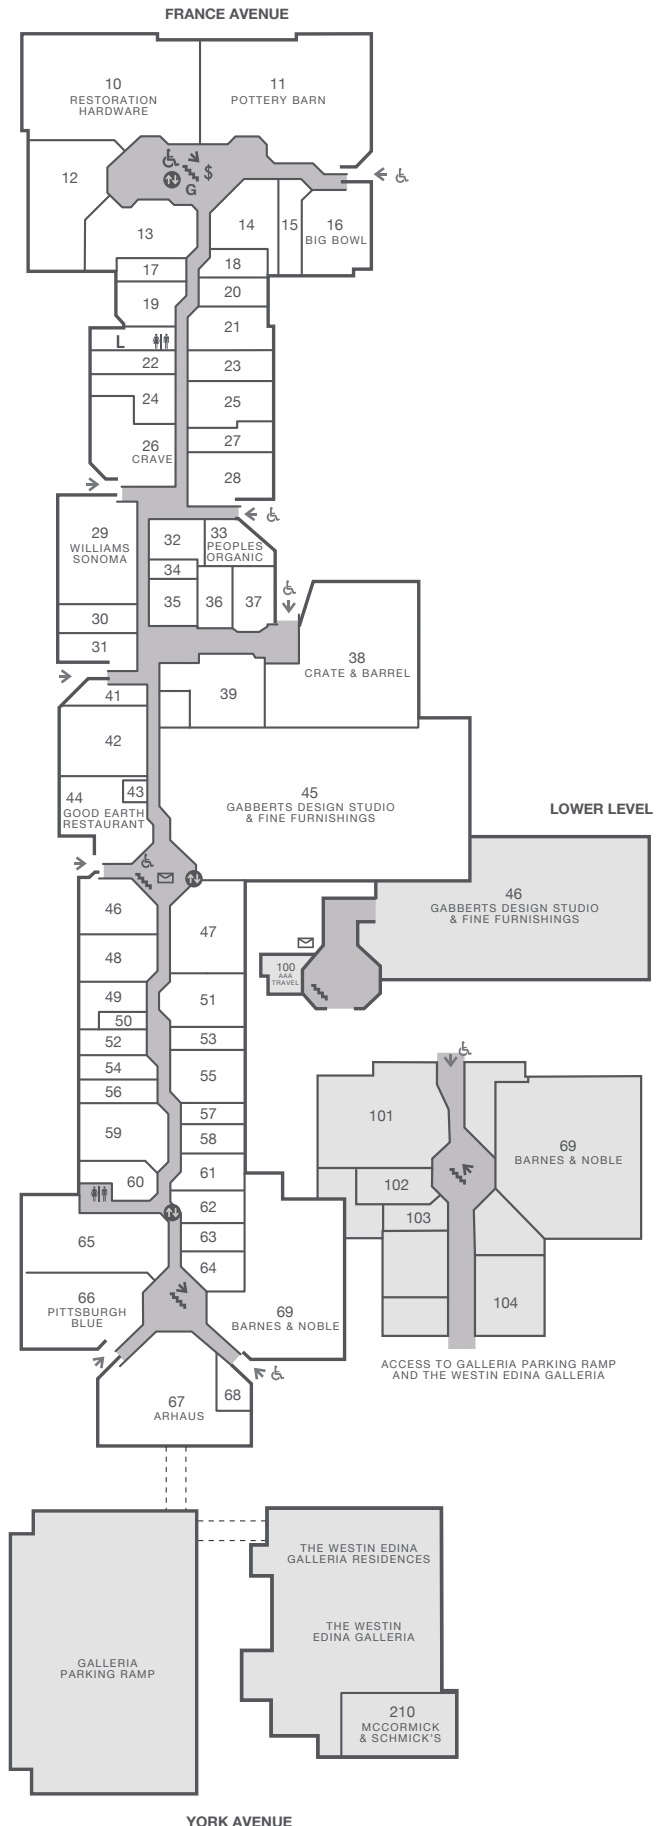 FRANCE AVENUE
10
RESTORATION
HARDWARE
11
POTTERY BARN
12
$
G
13
14
15
16
BIG BOWL
17
18
19
20
21
L
22
23
24
25
26
CRAVE
27
28
29
WILLIAMS
SONOMA
32
33
PEOPLES
ORGANIC
34
35
36
37
30
31
38
CRATE & BARREL
39
41
42
43
44
GOOD EARTH
RESTAURANT
45
GABBERTS DESIGN STUDIO
& FINE FURNISHINGS
LOWER LEVEL
46
GABBERTS DESIGN STUDIO
& FINE FURNISHINGS
100
AAA
TRAVEL
46
47
48
49
50
51
52
53
54
55
56
57
58
59
60
61
62
63
64
65
66
PITTSBURGH
BLUE
69
BARNES & NOBLE
67
ARHAUS
68
101
102
103
69
BARNES & NOBLE
104
ACCESS TO GALLERIA PARKING RAMP
AND THE WESTIN EDINA GALLERIA
GALLERIA
PARKING RAMP
THE WESTIN EDINA
GALLERIA RESIDENCES
THE WESTIN
EDINA GALLERIA
210
MCCORMICK
& SCHMICK'S
YORK AVENUE